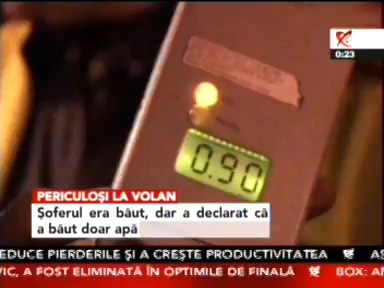 0:23
0.90
PERICULOȘI LA VOLAN
Șoferul era băut, dar a declarat că
a băut doar apă
EDUCE PIERDERILE ȘI A CREȘTE PRODUCTIVITATEA
VIC, A FOST ELIMINATĂ ÎN OPTIMILE DE FINALĂ
BOX: A